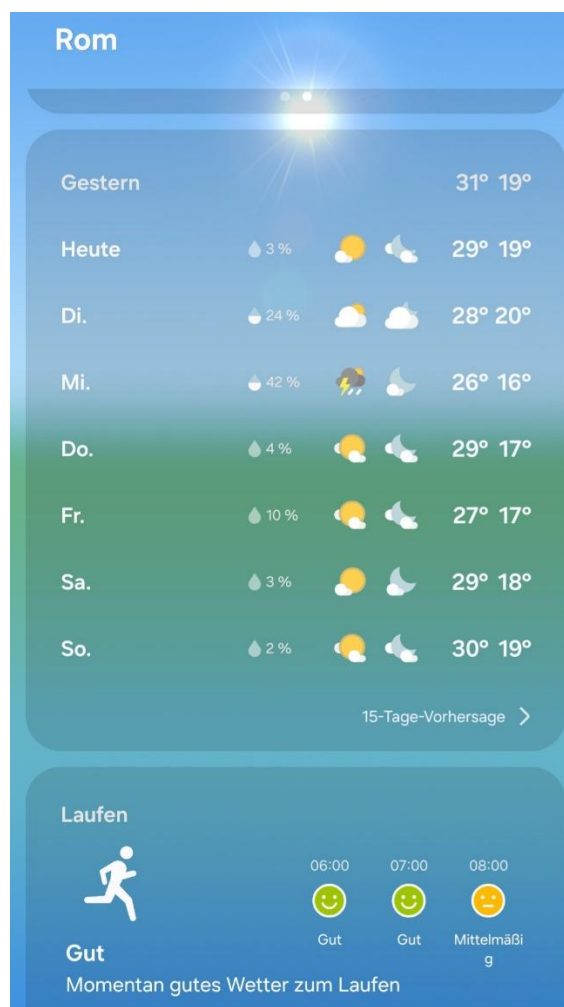 Rom
Gestern 31° 19°
Heute 3 % 29° 19°
Di. 24 % 28° 20°
Mi. 42 % 26° 16°
Do. 4 % 29° 17°
Fr. 10 % 27° 17°
Sa. 3 % 29° 18°
So. 2 % 30° 19°
15-Tage-Vorhersage
Laufen
06:00 07:00 08:00
Gut Gut Mittelmäßi
g
Gut
Momentan gutes Wetter zum Laufen